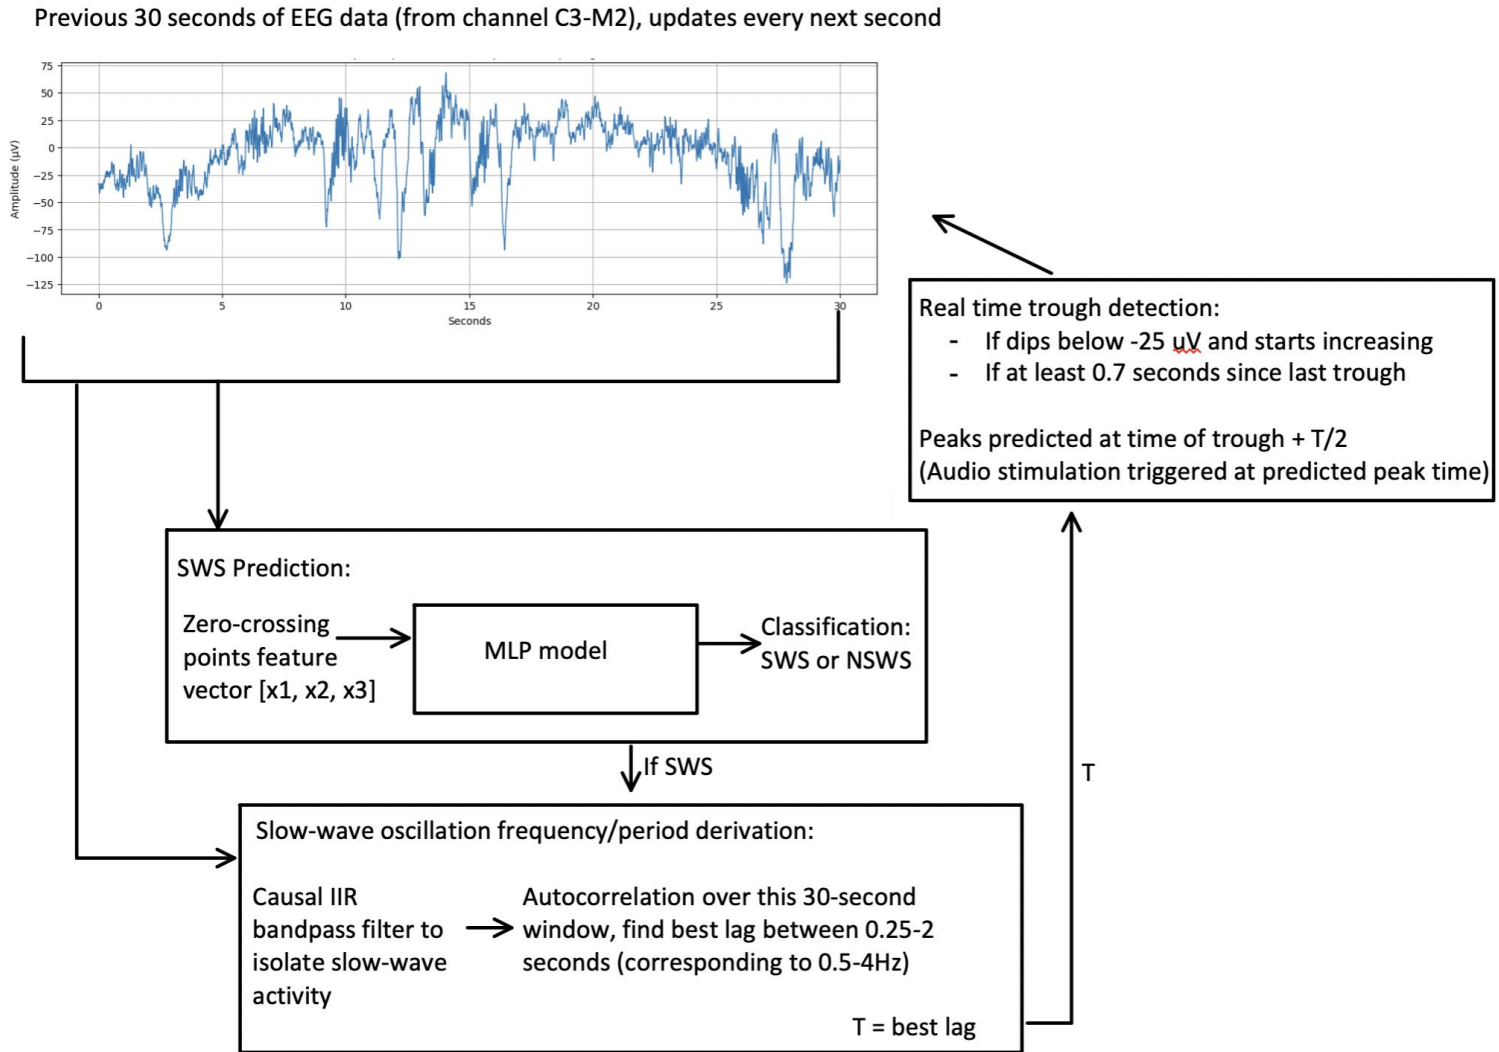 Previous 30 seconds of EEG data (from channel C3-M2), updates every next second
75
50
25
0
−25
−50
−75
−100
−125
Amplitude (µV)
0 5 10 15 20 25 30
Seconds
Real time trough detection:
- If dips below -25 uV and starts increasing
- If at least 0.7 seconds since last trough
Peaks predicted at time of trough + T/2
(Audio stimulation triggered at predicted peak time)
SWS Prediction:
Zero-crossing
points feature
vector [x1, x2, x3]
MLP model
Classification:
SWS or NSWS
If SWS
T
Slow-wave oscillation frequency/period derivation:
Causal IIR
bandpass filter to
isolate slow-wave
activity
Autocorrelation over this 30-second
window, find best lag between 0.25-2
seconds (corresponding to 0.5-4Hz)
T = best lag